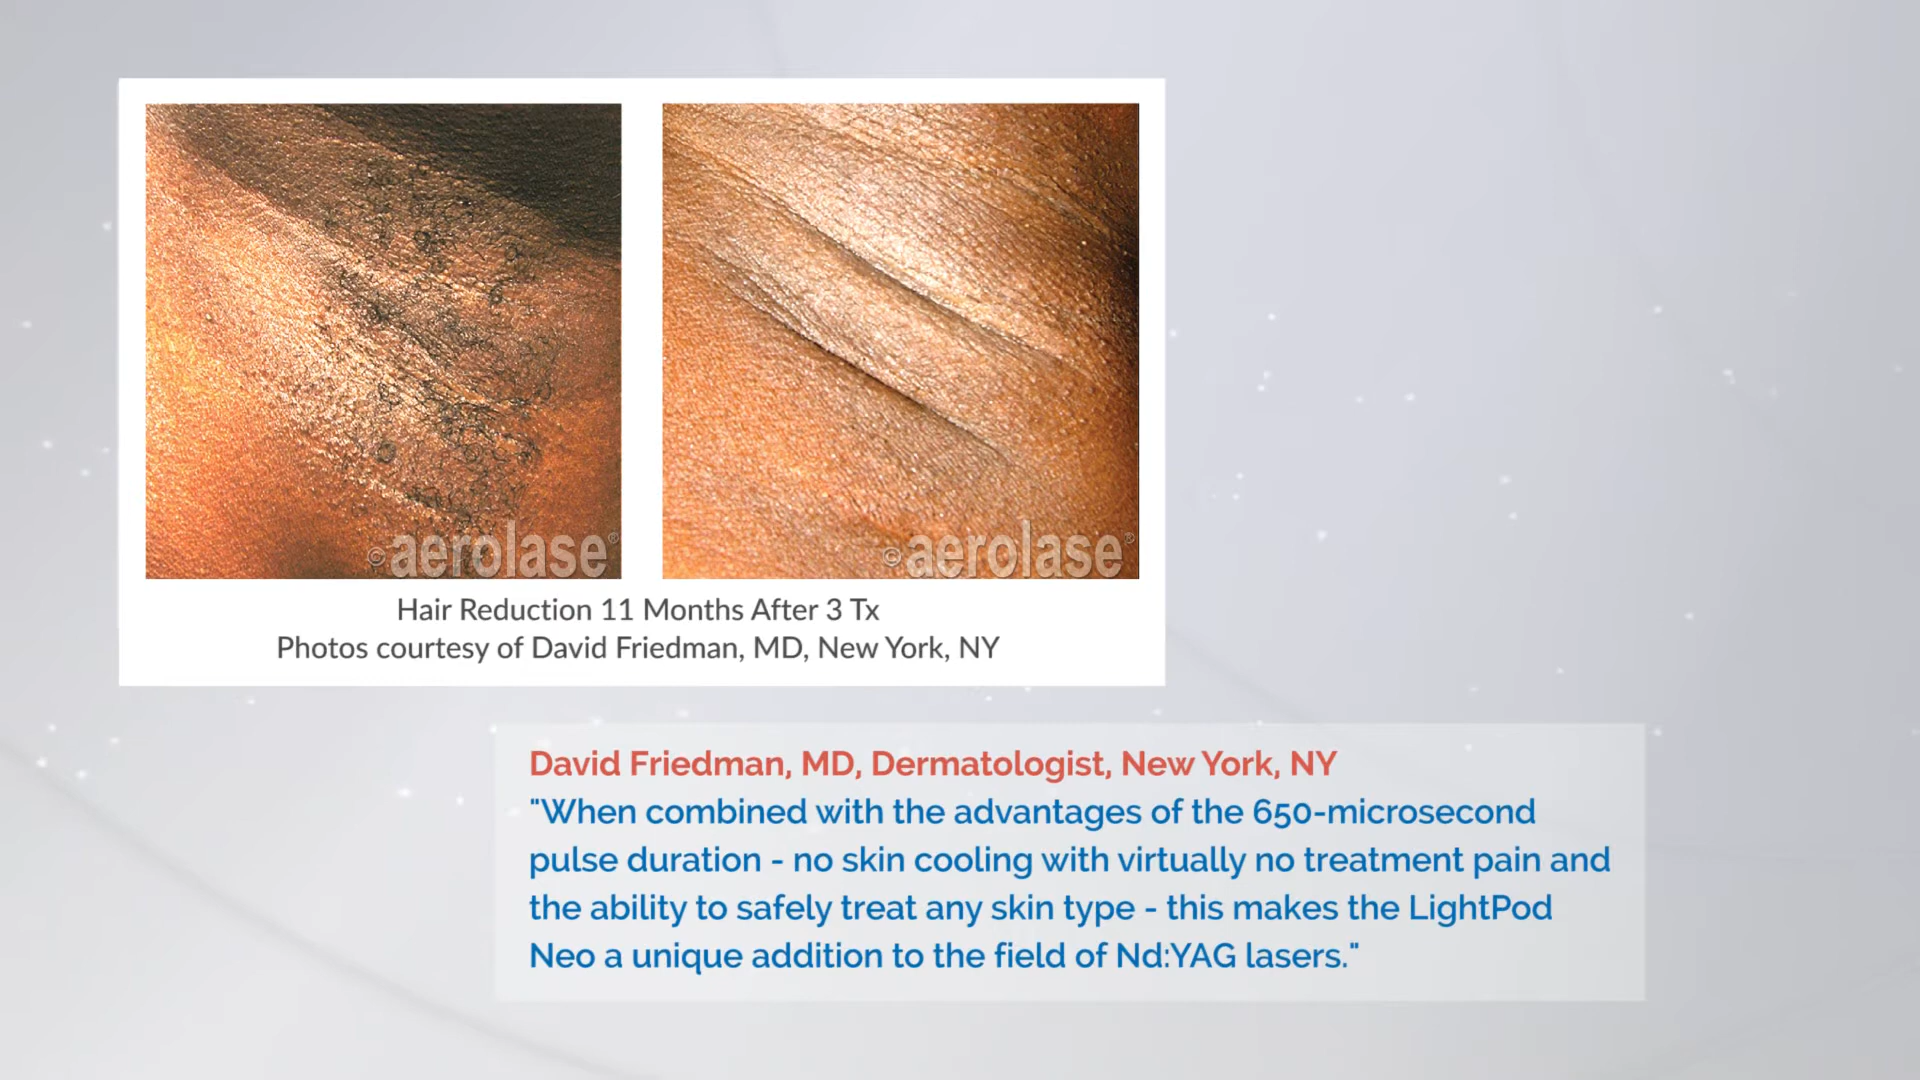 ©aerolase®
©aerolase®
Hair Reduction 11 Months After 3 Tx
Photos courtesy of David Friedman, MD, New York, NY
David Friedman, MD, Dermatologist, New York, NY
"When combined with the advantages of the 650-microsecond
pulse duration - no skin cooling with virtually no treatment pain and
the ability to safely treat any skin type - this makes the LightPod
Neo a unique addition to the field of Nd:YAG lasers."